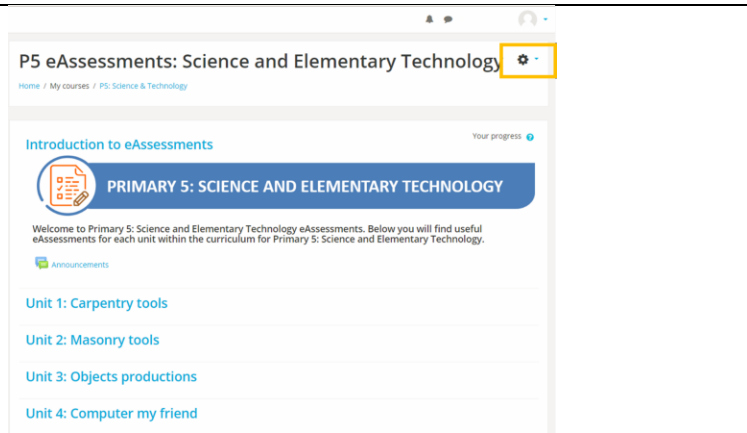 P5 eAssessments: Science and Elementary Technology
Home / My courses / P5: Science & Technology
Your progress
Introduction to eAssessments
PRIMARY 5: SCIENCE AND ELEMENTARY TECHNOLOGY
Welcome to Primary 5: Science and Elementary Technology eAssessments. Below you will find useful
eAssessments for each unit within the curriculum for Primary 5: Science and Elementary Technology.
Announcements
Unit 1: Carpentry tools
Unit 2: Masonry tools
Unit 3: Objects productions
Unit 4: Computer my friend